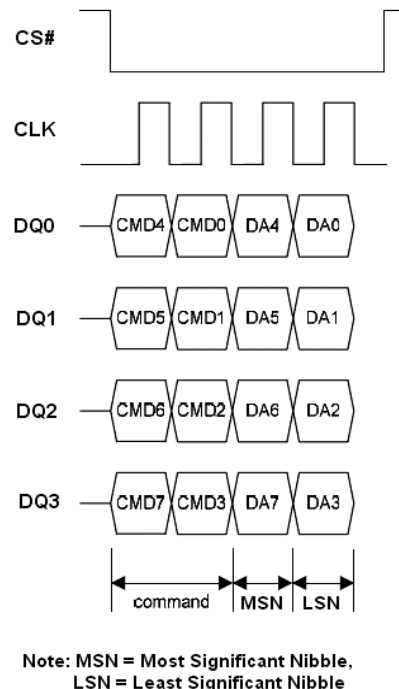 CS#
CLK
DQ0 CMD4 CMD0 DA4 DA0
DQ1 CMD5 CMD1 DA5 DA1
DQ2 CMD6 CMD2 DA6 DA2
DQ3 CMD7 CMD3 DA7 DA3
command MSN LSN
Note: MSN = Most Significant Nibble,
LSN = Least Significant Nibble